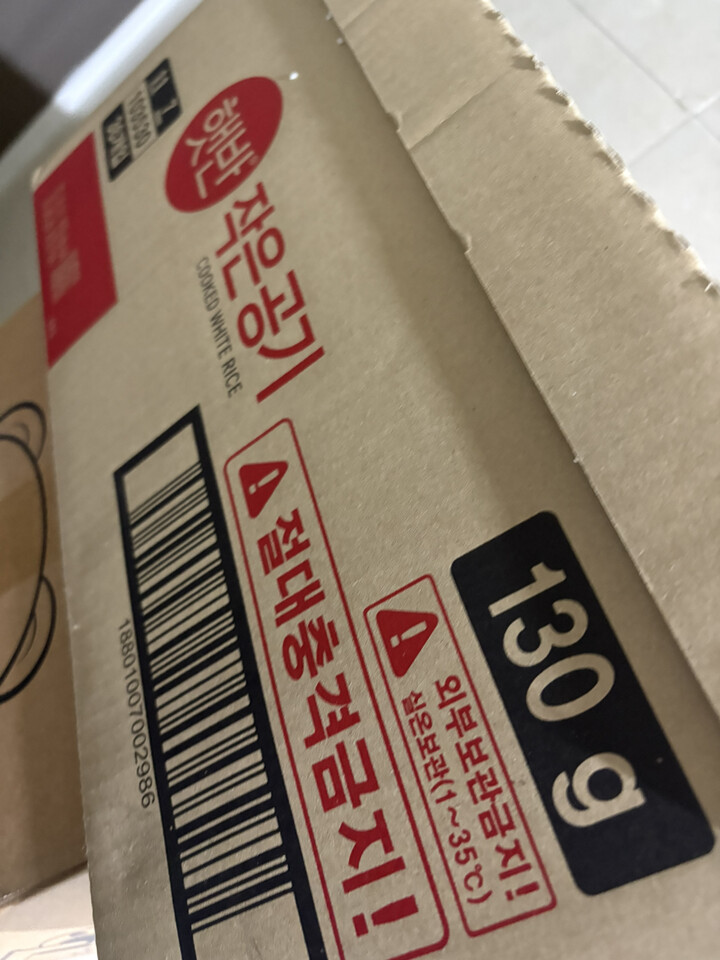 햇반®
작은공기
COOKED WHITE RICE
130 g
절대충격금지!
외부보관금지!
실온보관(1~35℃)
18801007002986